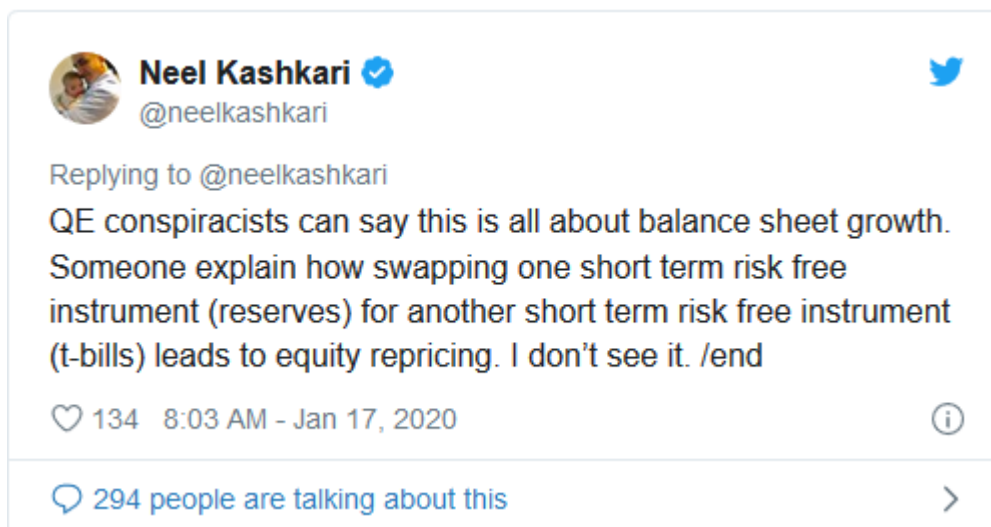 Neel Kashkari
@neelkashkari
Replying to @neelkashkari
QE conspiracists can say this is all about balance sheet growth.
Someone explain how swapping one short term risk free
instrument (reserves) for another short term risk free instrument
(t-bills) leads to equity repricing. I don’t see it. /end
134 8:03 AM - Jan 17, 2020
294 people are talking about this